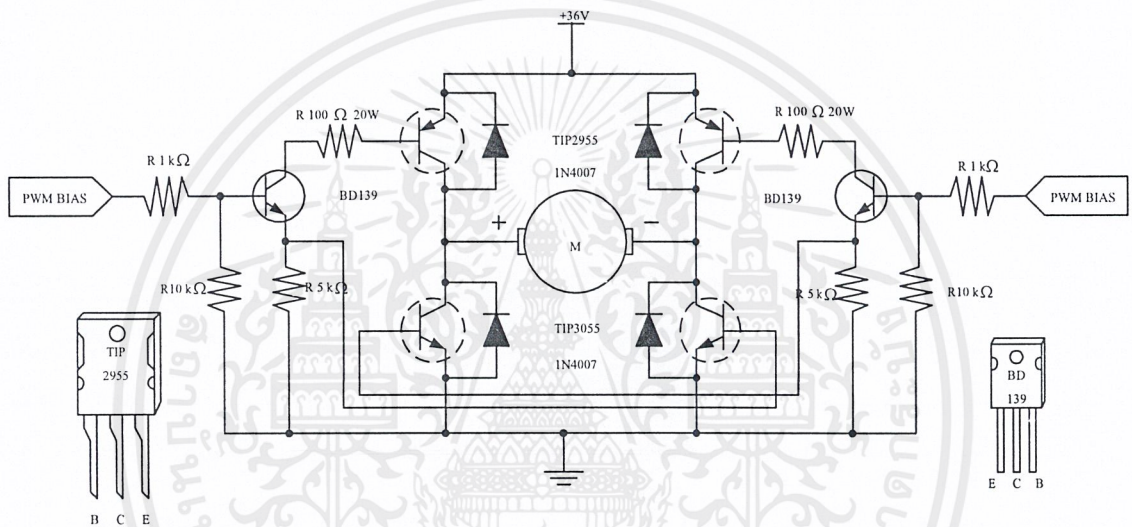 +36V
R 100 Ω 20W
R 100 Ω 20W
TIP2955
1N4007
R 1 kΩ
R 1 kΩ
PWM BIAS
BD139
BD139
PWM BIAS
+
−
M
R10 kΩ
R 5 kΩ
R 5 kΩ
R10 kΩ
TIP3055
1N4007
TIP
2955
BD
139
B C E
E C B